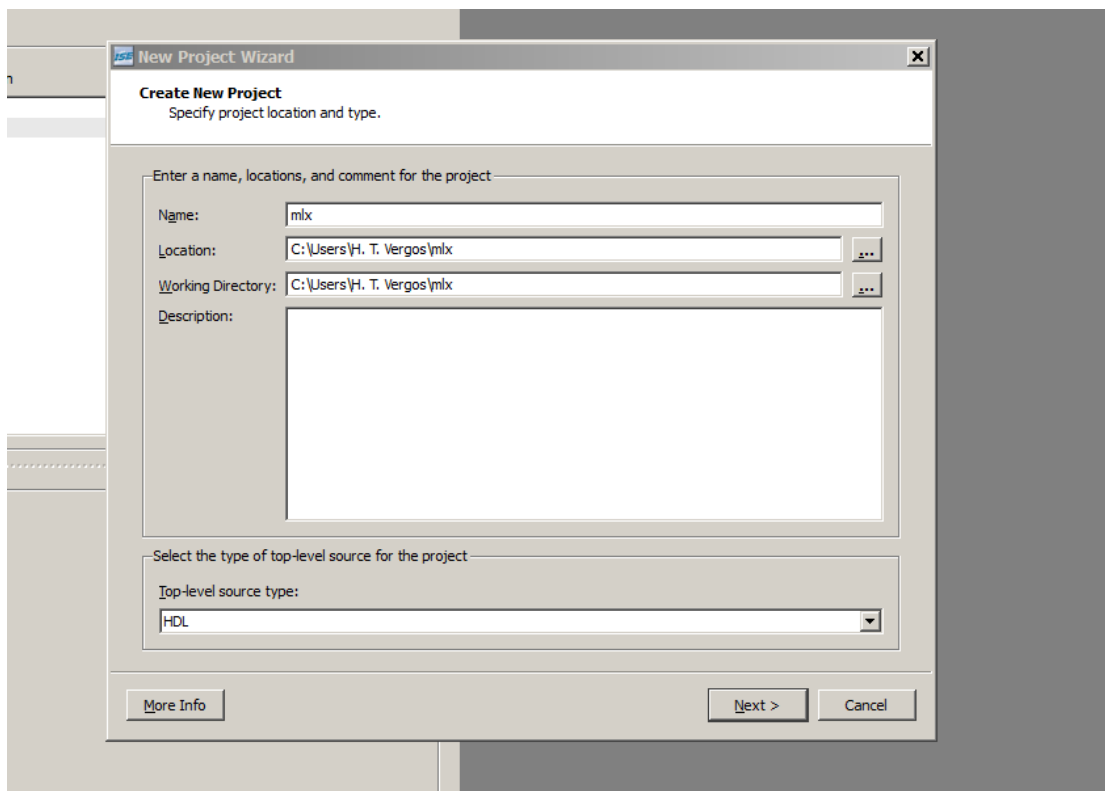 ISE New Project Wizard
n
Create New Project
Specify project location and type.
Enter a name, locations, and comment for the project
Name:
mlx
Location:
C:\Users\H. T. Vergos\mlx
...
Working Directory:
C:\Users\H. T. Vergos\mlx
...
Description:
Select the type of top-level source for the project
Top-level source type:
HDL
More Info
Next >
Cancel